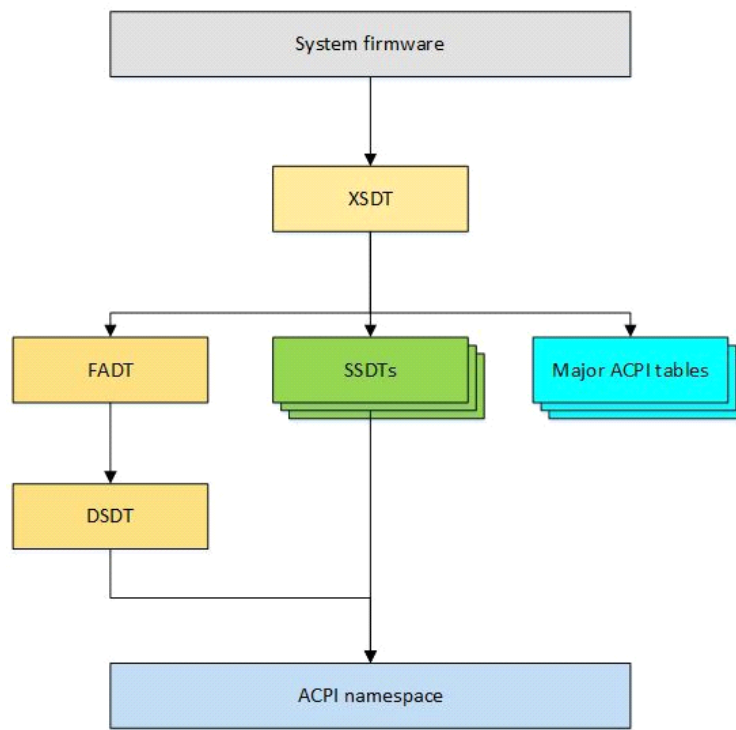 System firmware
XSDT
FADT
SSDTs
Major ACPI tables
DSDT
ACPI namespace